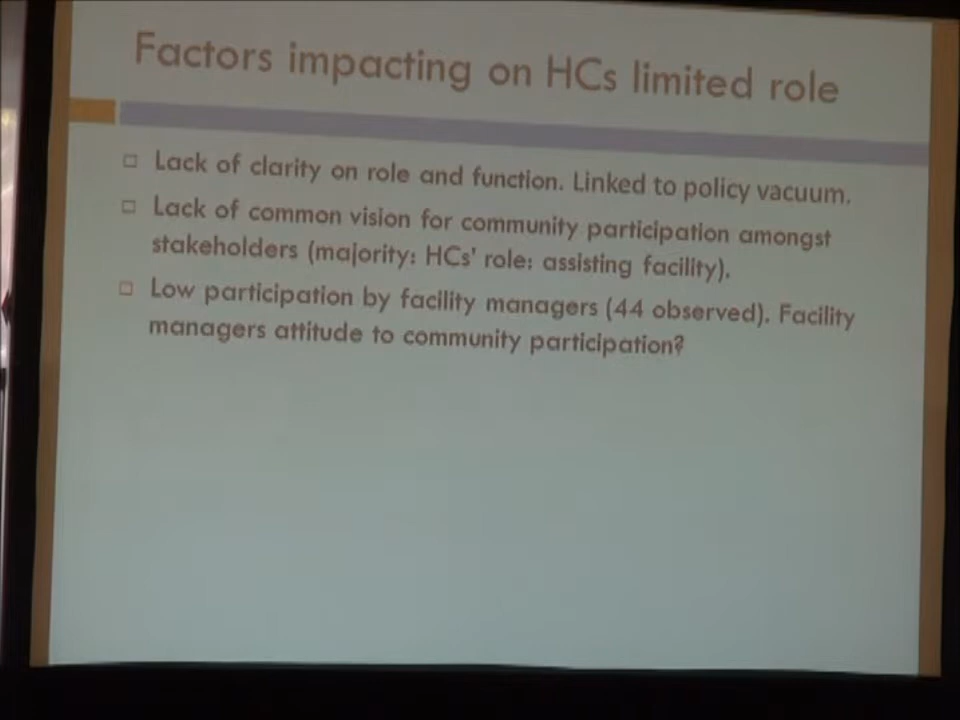 Factors impacting on HCs limited role
Lack of clarity on role and function. Linked to policy vacuum.
Lack of common vision for community participation amongst
stakeholders (majority: HCs' role: assisting facility).
Low participation by facility managers (44 observed). Facility
managers attitude to community participation?